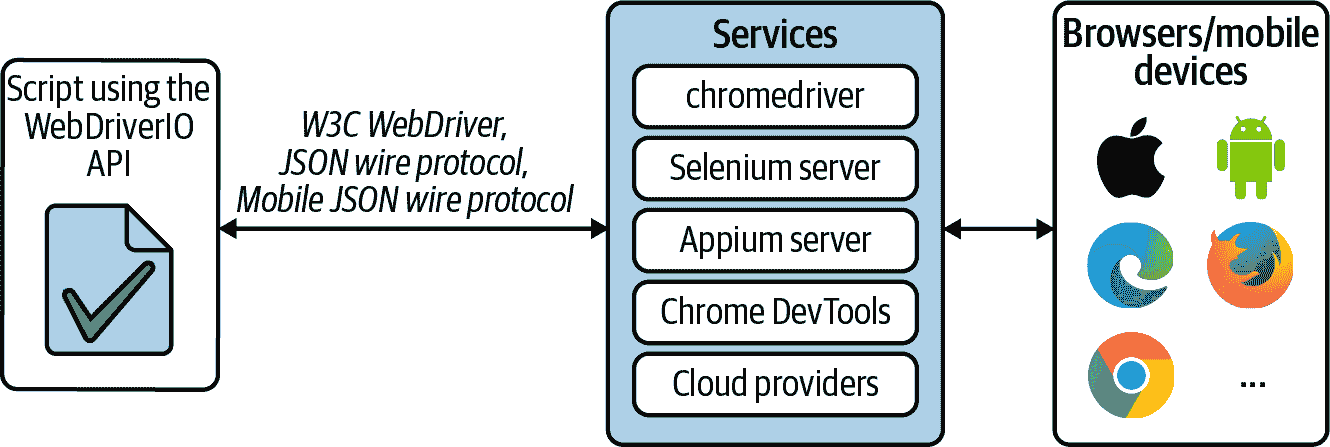 Script using the
WebDriverIO
API
W3C WebDriver,
JSON wire protocol,
Mobile JSON wire protocol
Services
chromedriver
Selenium server
Appium server
Chrome DevTools
Cloud providers
Browsers/mobile
devices
...